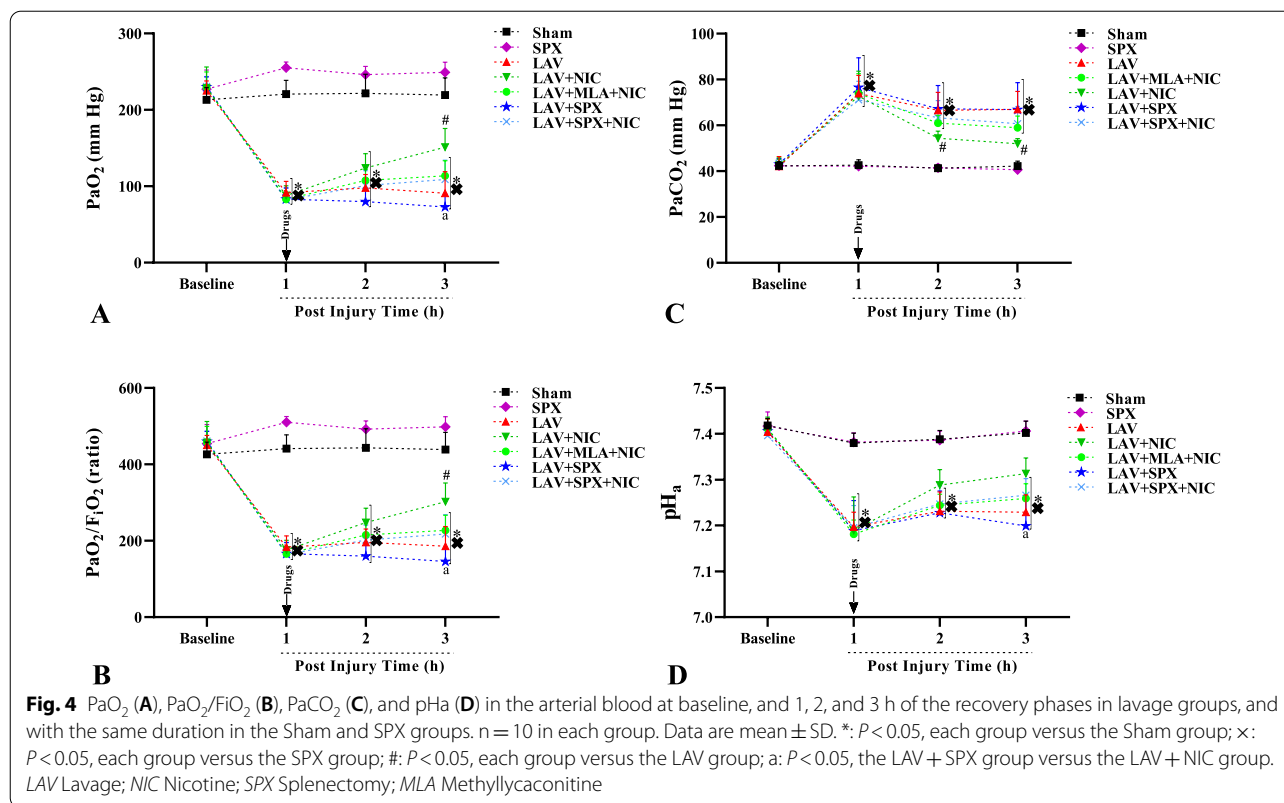 300
200
100
0
PaO2 (mm Hg)
Baseline
1
2
3
Drugs
*
✖
*
✖
#
*
✖
a
Post Injury Time (h)
A
Sham
SPX
LAV
LAV+NIC
LAV+MLA+NIC
LAV+SPX
LAV+SPX+NIC
100
80
60
40
20
0
PaCO2 (mm Hg)
Baseline
1
2
3
Drugs
*
✖
*
✖
#
*
✖
#
Post Injury Time (h)
C
Sham
SPX
LAV
LAV+MLA+NIC
LAV+NIC
LAV+SPX
LAV+SPX+NIC
600
400
200
0
PaO2/FiO2 (ratio)
Baseline
1
2
3
Drugs
*
✖
*
✖
#
*
✖
a
Post Injury Time (h)
B
Sham
SPX
LAV
LAV+NIC
LAV+MLA+NIC
LAV+SPX
LAV+SPX+NIC
7.5
7.4
7.3
7.2
7.1
7.0
pHa
Baseline
1
2
3
Drugs
*
✖
*
✖
*
✖
a
Post Injury Time (h)
D
Sham
SPX
LAV
LAV+NIC
LAV+MLA+NIC
LAV+SPX
LAV+SPX+NIC
Fig. 4 PaO2 (A), PaO2/FiO2 (B), PaCO2 (C), and pHa (D) in the arterial blood at baseline, and 1, 2, and 3 h of the recovery phases in lavage groups, and
with the same duration in the Sham and SPX groups. n = 10 in each group. Data are mean ± SD. *: P < 0.05, each group versus the Sham group; ×:
P < 0.05, each group versus the SPX group; #: P < 0.05, each group versus the LAV group; a: P < 0.05, the LAV + SPX group versus the LAV + NIC group.
LAV Lavage; NIC Nicotine; SPX Splenectomy; MLA Methyllycaconitine